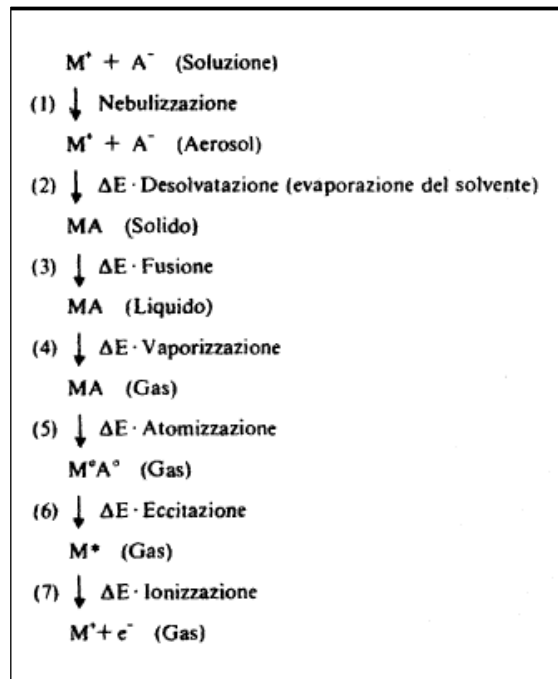 M⁺ + A⁻ (Soluzione)
(1) ↓ Nebulizzazione
M⁺ + A⁻ (Aerosol)
(2) ↓ ΔE · Desolvatazione (evaporazione del solvente)
MA (Solido)
(3) ↓ ΔE · Fusione
MA (Liquido)
(4) ↓ ΔE · Vaporizzazione
MA (Gas)
(5) ↓ ΔE · Atomizzazione
M°A° (Gas)
(6) ↓ ΔE · Eccitazione
M* (Gas)
(7) ↓ ΔE · Ionizzazione
M⁺+ e⁻ (Gas)